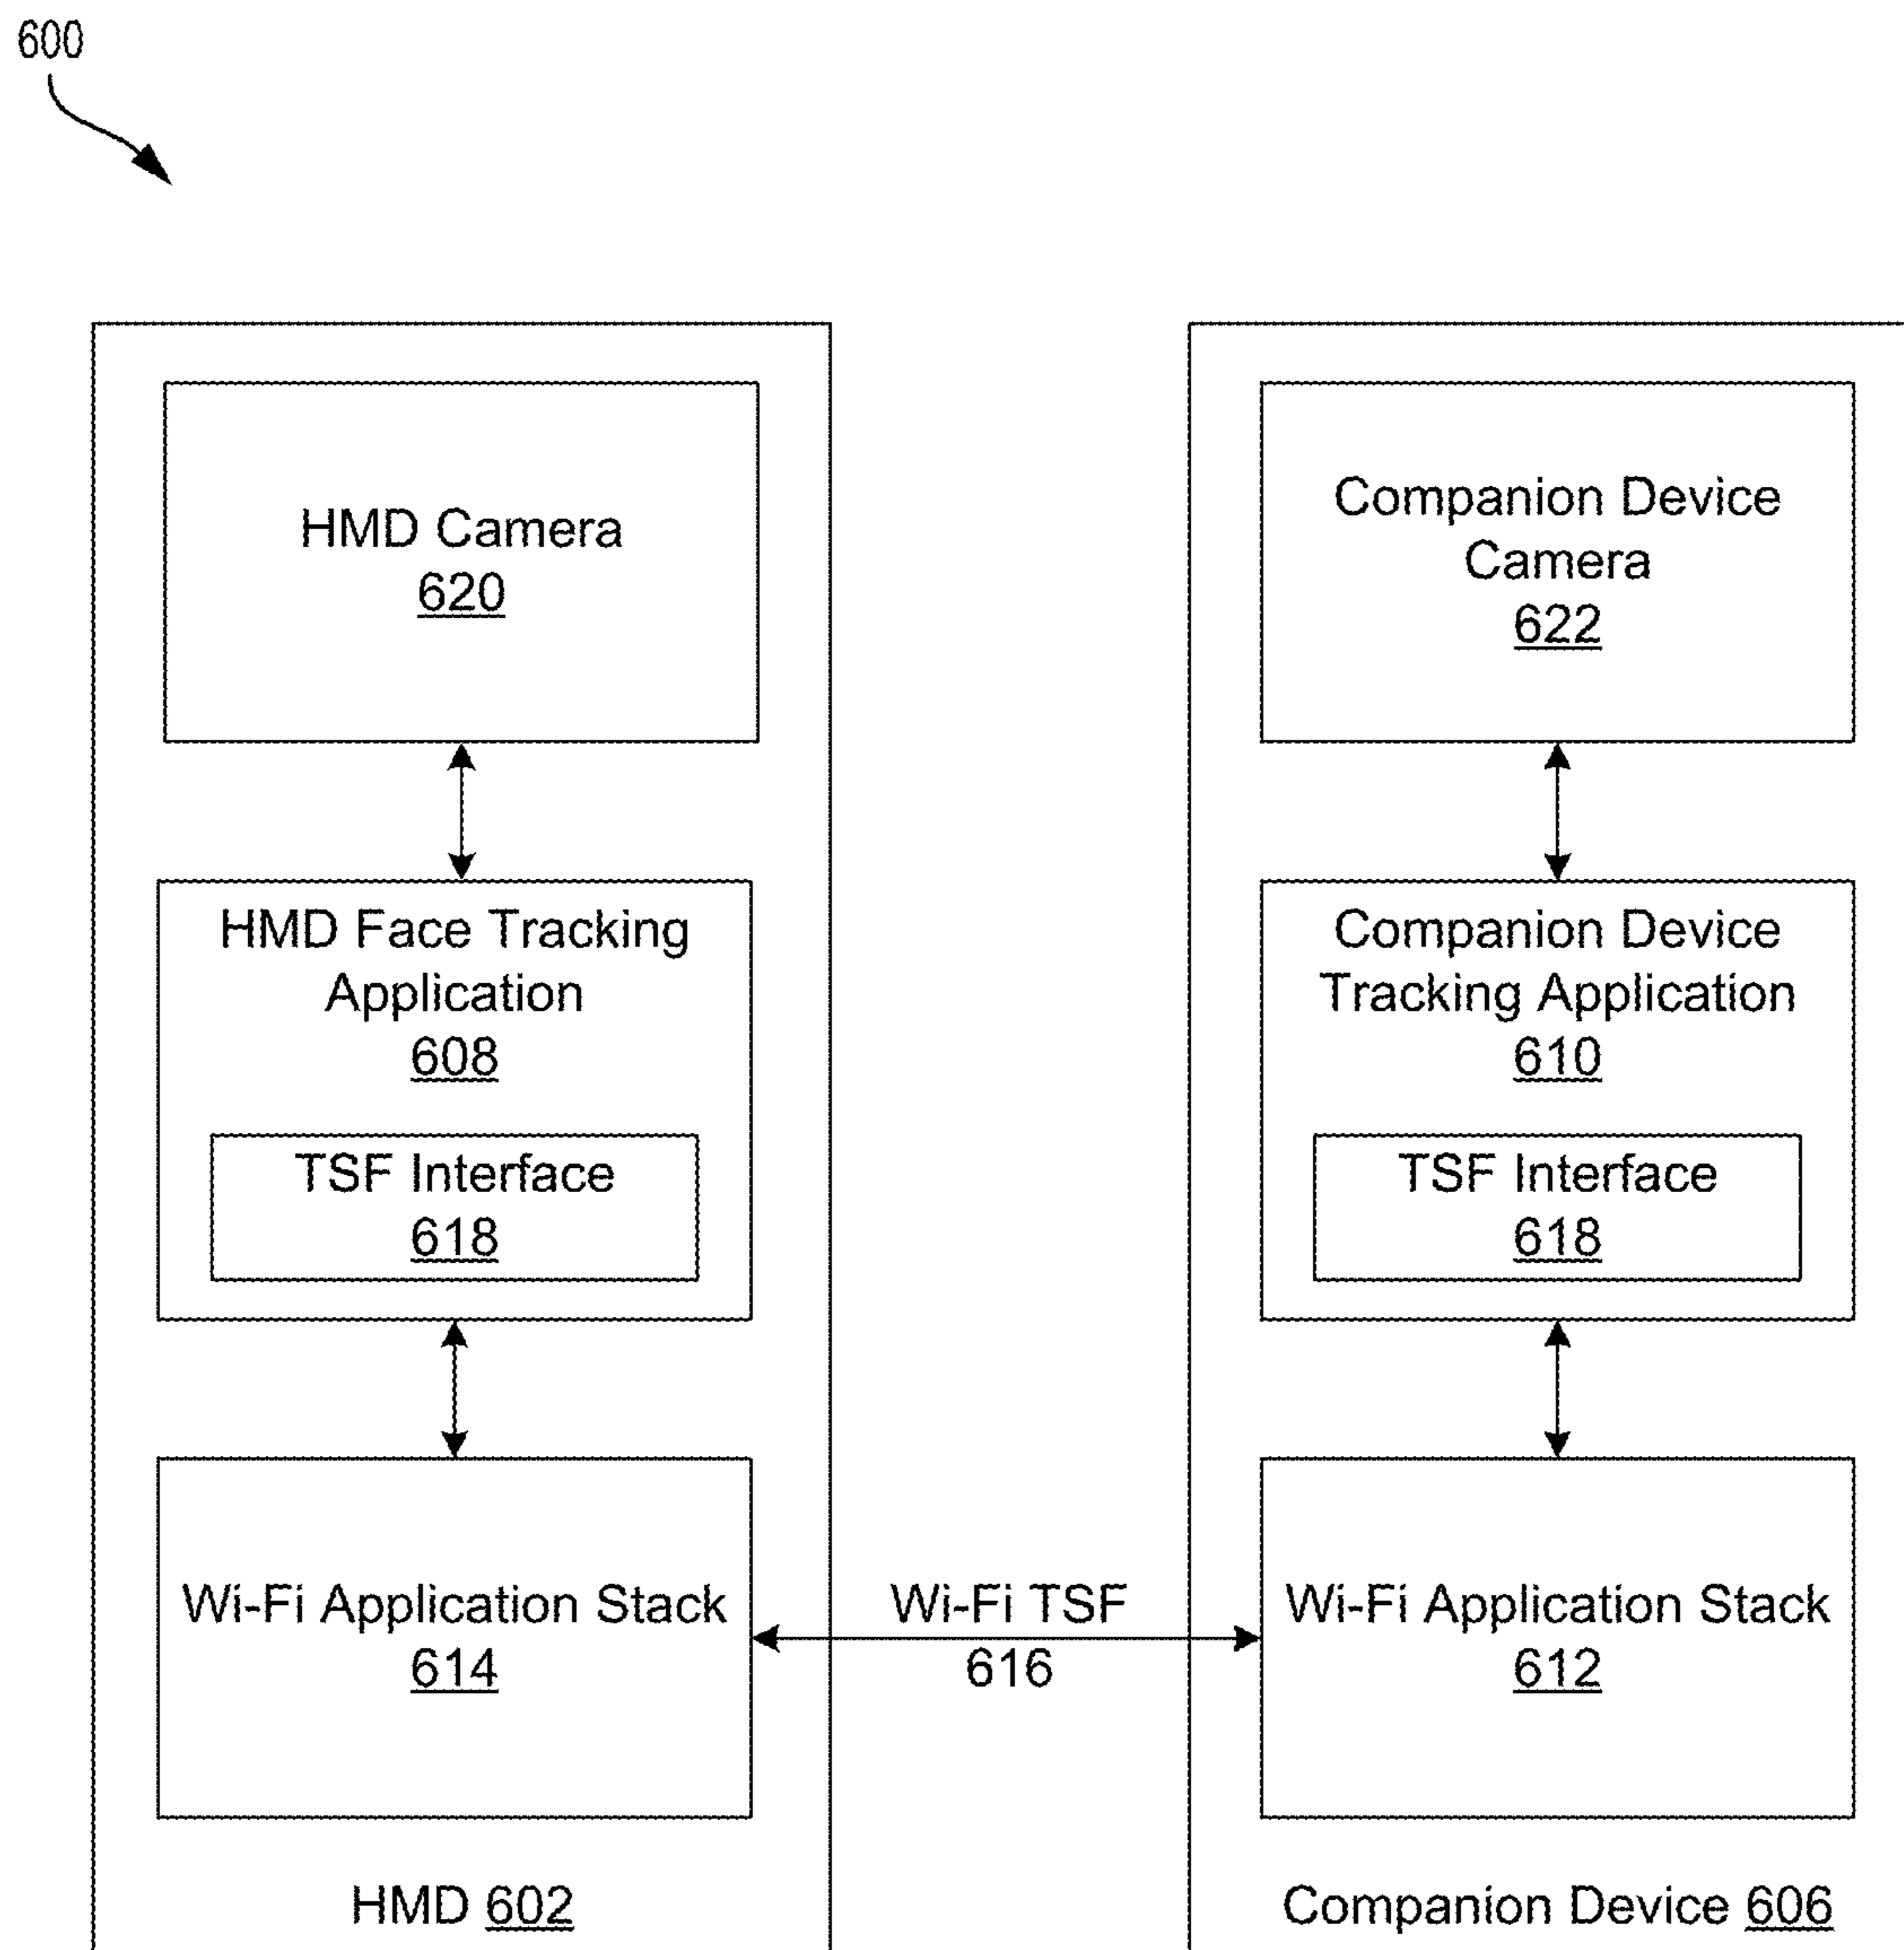 600
HMD Camera
620
HMD Face Tracking
Application
608
TSF Interface
618
Wi-Fi Application Stack
614
HMD 602
Wi-Fi TSF
616
Companion Device
Camera
622
Companion Device
Tracking Application
610
TSF Interface
618
Wi-Fi Application Stack
612
Companion Device 606